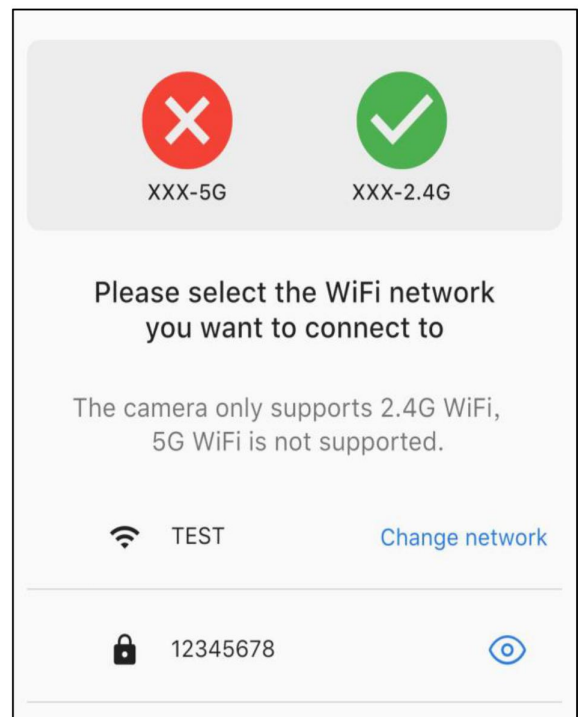 XXX-5G XXX-2.4G
Please select the WiFi network
you want to connect to
The camera only supports 2.4G WiFi,
5G WiFi is not supported.
TEST Change network
12345678